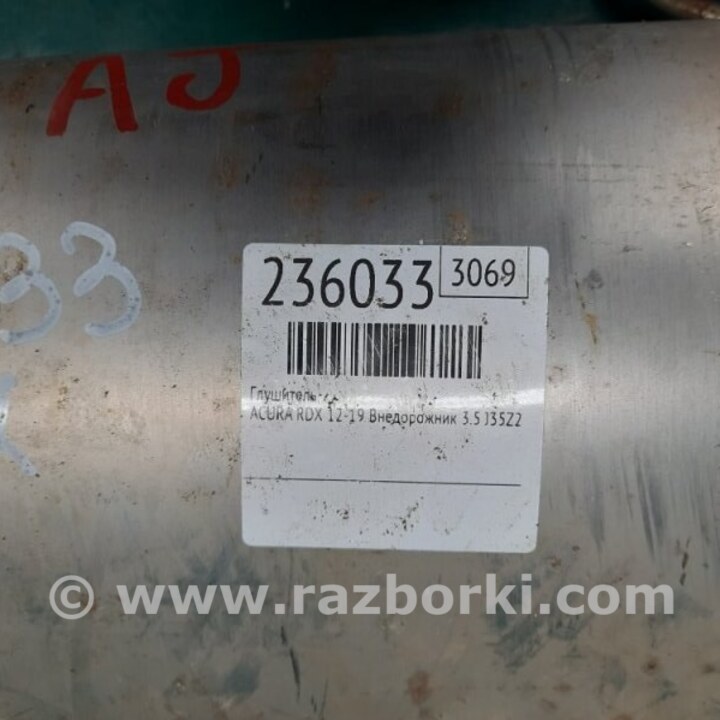 AJ
33
236033 3069
Глушитель
ACURA RDX 12-19 Внедорожник 3.5 J35Z2
© www.razborki.com